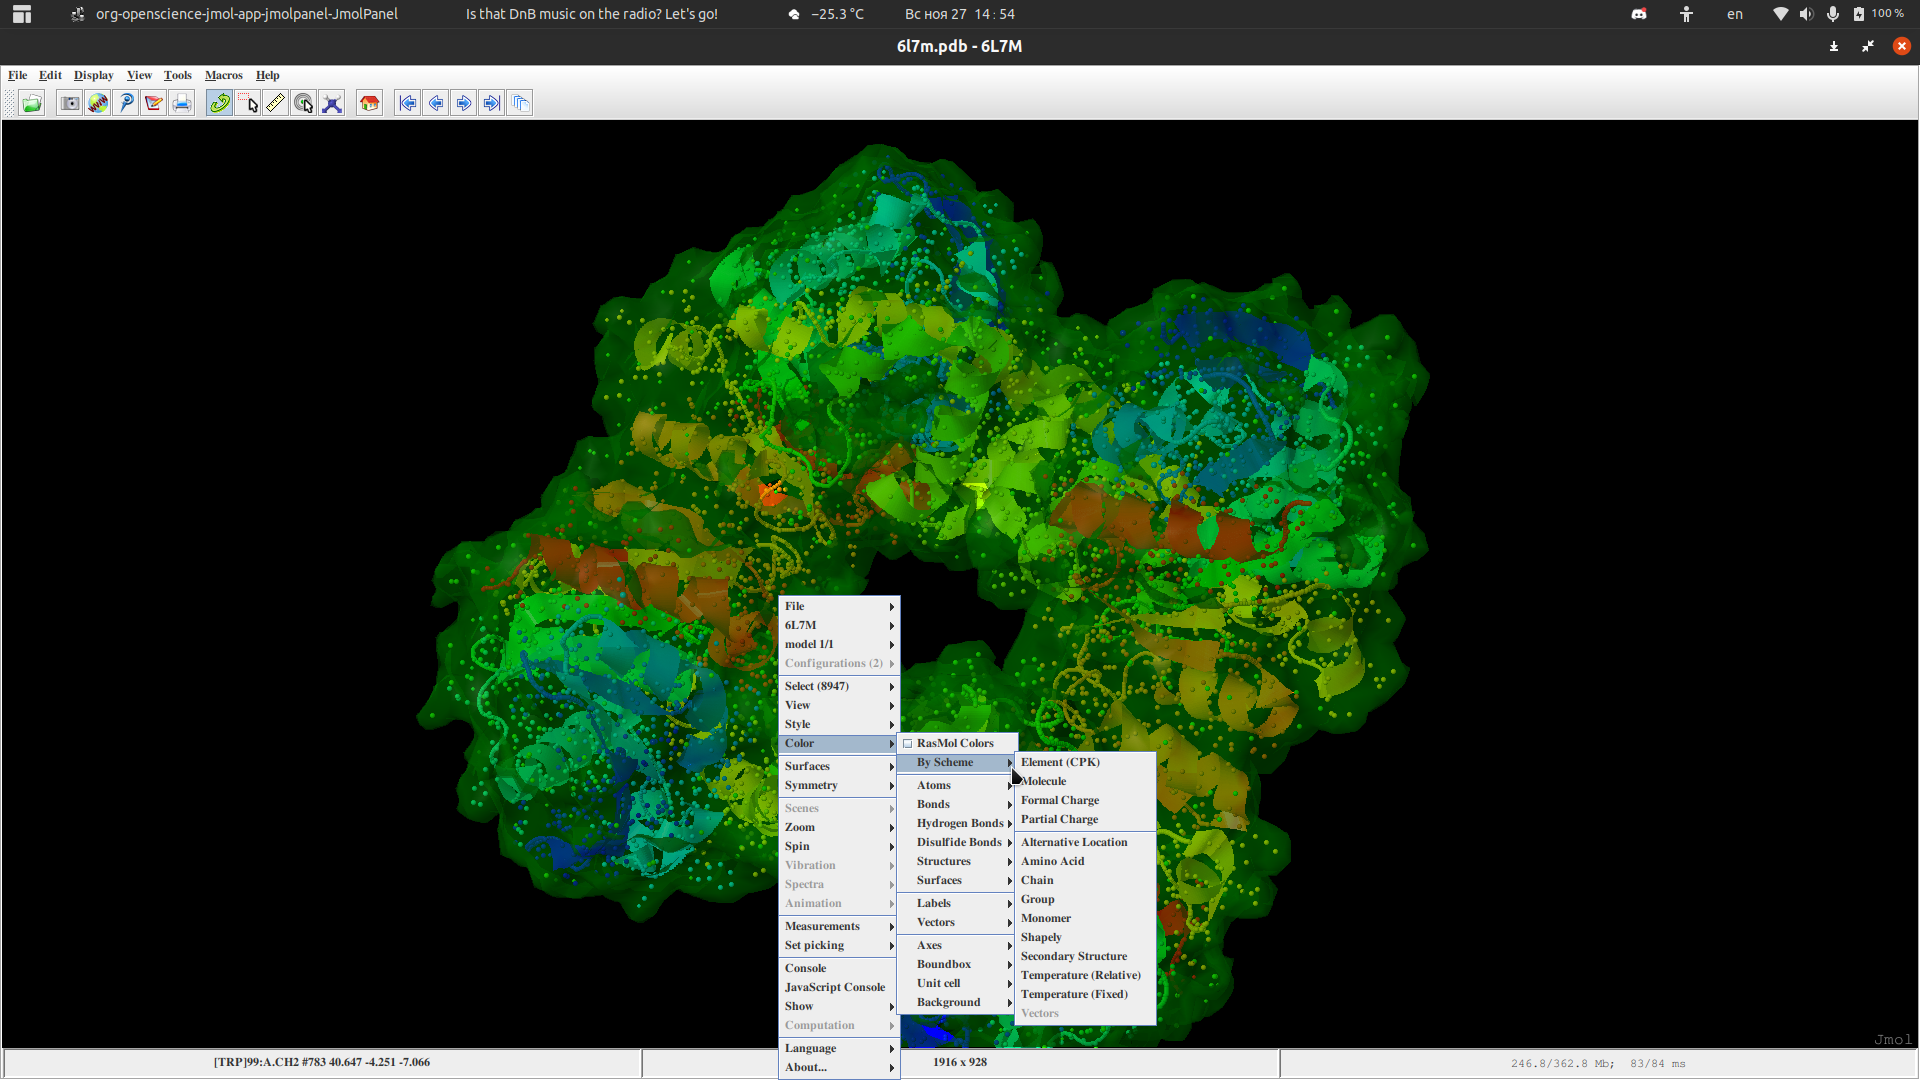 org-openscience-jmol-app-jmolpanel-JmolPanel Is that DnB music on the radio? Let's go! −25.3 °C Вс ноя 27 14:54 en 100 %
6l7m.pdb - 6L7M
File Edit Display View Tools Macros Help
File
6L7M
model 1/1
Configurations (2)
Select (8947)
View
Style
Color
Surfaces
Symmetry
Scenes
Zoom
Spin
Vibration
Spectra
Animation
Measurements
Set picking
Console
JavaScript Console
Show
Computation
Language
About...
RasMol Colors
By Scheme
Atoms
Bonds
Hydrogen Bonds
Disulfide Bonds
Structures
Surfaces
Labels
Vectors
Axes
Boundbox
Unit cell
Background
Element (CPK)
Molecule
Formal Charge
Partial Charge
Alternative Location
Amino Acid
Chain
Group
Monomer
Shapely
Secondary Structure
Temperature (Relative)
Temperature (Fixed)
Vectors
Jmol
[TRP]99:A.CH2 #783 40.647 -4.251 -7.066 1916 x 928 246.8/362.8 Mb; 83/84 ms